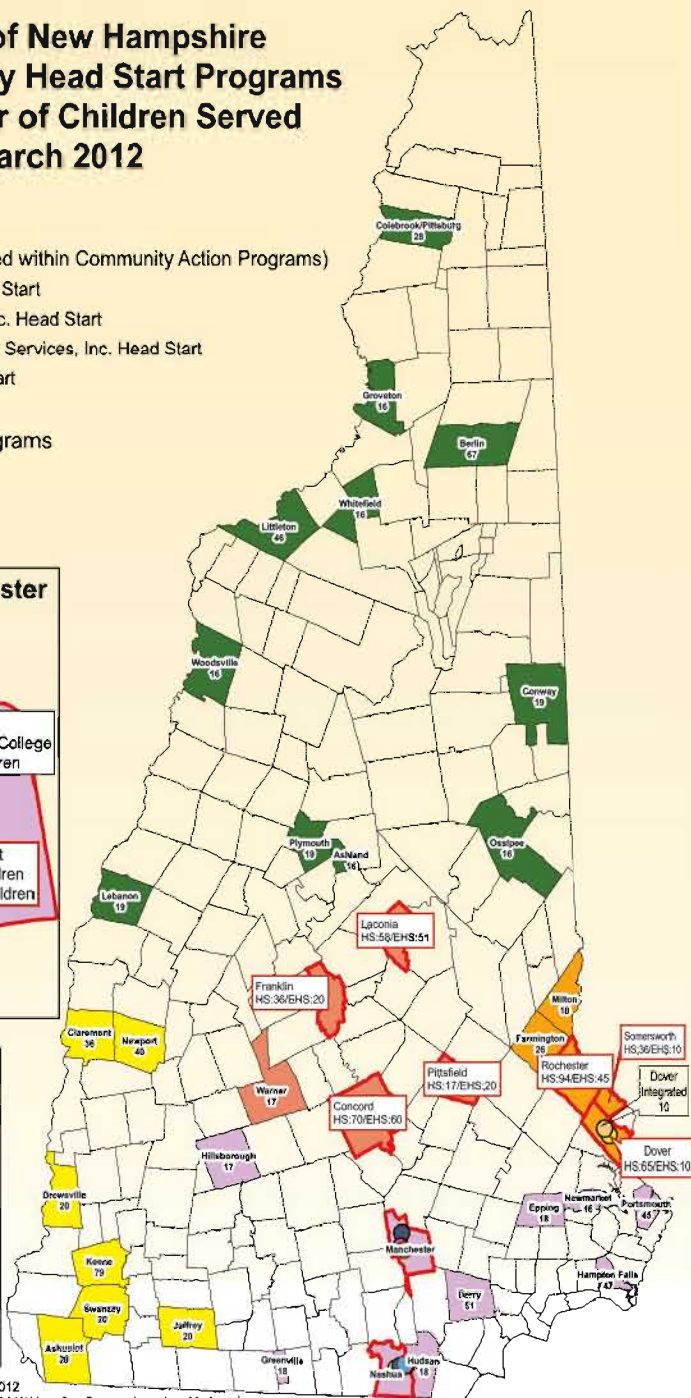 of New Hampshire
y Head Start Programs
r of Children Served
arch 2012
ed within Community Action Programs)
Start
c. Head Start
Services, Inc. Head Start
art
grams
ster
College
ren
t
dren
ldren
Colebrook/Pittsburg
28
Groveton
16
Berlin
67
Whitefield
16
Littleton
46
Woodsville
16
Conway
19
Plymouth
19
Ashland
16
Ossipee
16
Lebanon
19
Laconia
HS:58/EHS:51
Franklin
HS:36/EHS:20
Milton
18
Claremont
36
Newport
40
Farmington
26
Somersworth
HS:36/EHS:10
Rochester
HS:94/EHS:45
Pittsfield
HS:17/EHS:20
Dover
Integrated
10
Warner
17
Concord
HS:70/EHS:60
Dover
HS:65/EHS:10
Hillsborough
17
Drewsville
20
Epping
18
Newmarket
16
Portsmouth
45
Manchester
Keene
79
Hampton Falls
47
Swanzey
20
Derry
51
Jaffrey
20
Ashuelot
20
Greenville
18
Nashua
Hudson
18
012